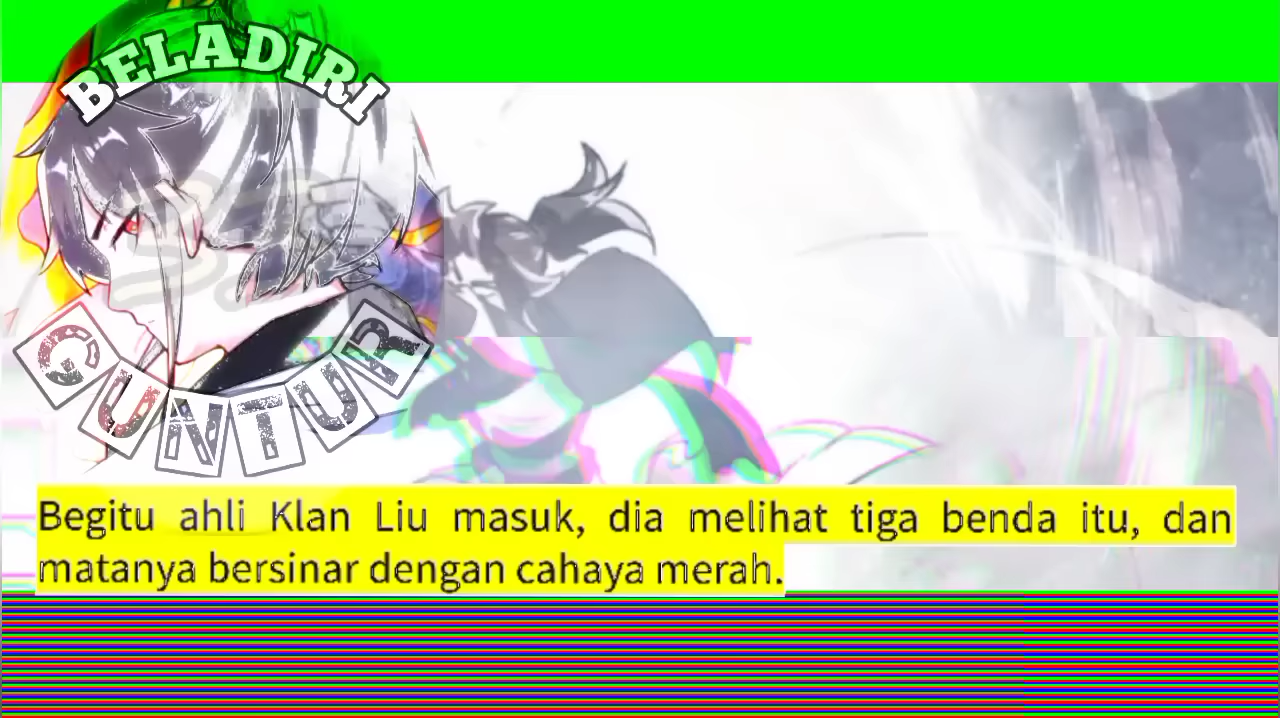 BELADIRI
GUNTUR
Begitu ahli Klan Liu masuk, dia melihat tiga benda itu, dan
matanya bersinar dengan cahaya merah.